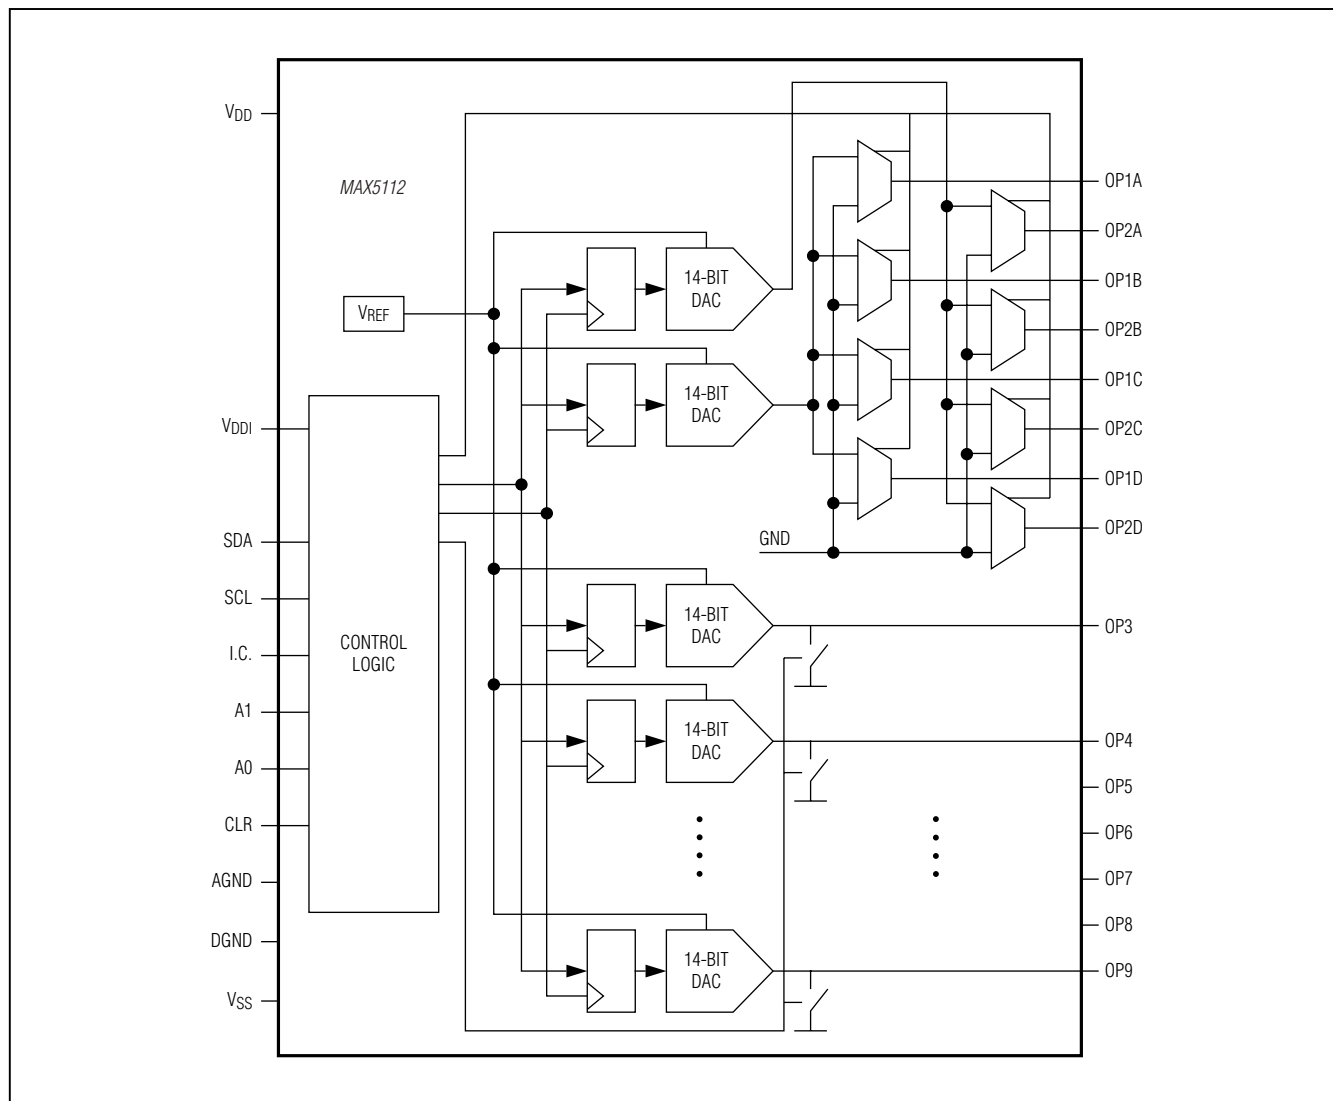 VDD
MAX5112
VREF
VDDI
SDA
SCL
I.C.
A1
A0
CLR
AGND
DGND
VSS
CONTROL
LOGIC
14-BIT
DAC
14-BIT
DAC
14-BIT
DAC
14-BIT
DAC
14-BIT
DAC
GND
OP1A
OP2A
OP1B
OP2B
OP1C
OP2C
OP1D
OP2D
OP3
OP4
OP5
OP6
OP7
OP8
OP9